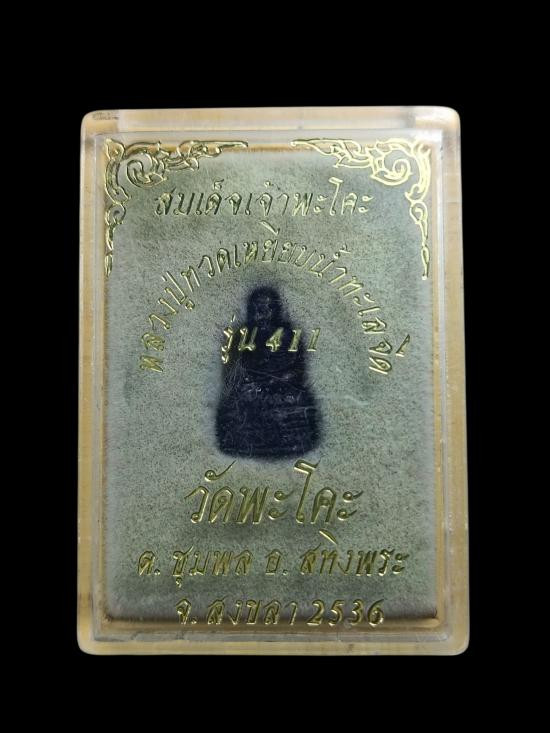 สมเด็จเจ้าพะโคะ
หลวงปู่ทวดเหยียบน้ำทะเลจืด
รุ่น 411
วัดพะโคะ
ต. ชุมพล อ. สทิงพระ
จ. สงขลา 2536